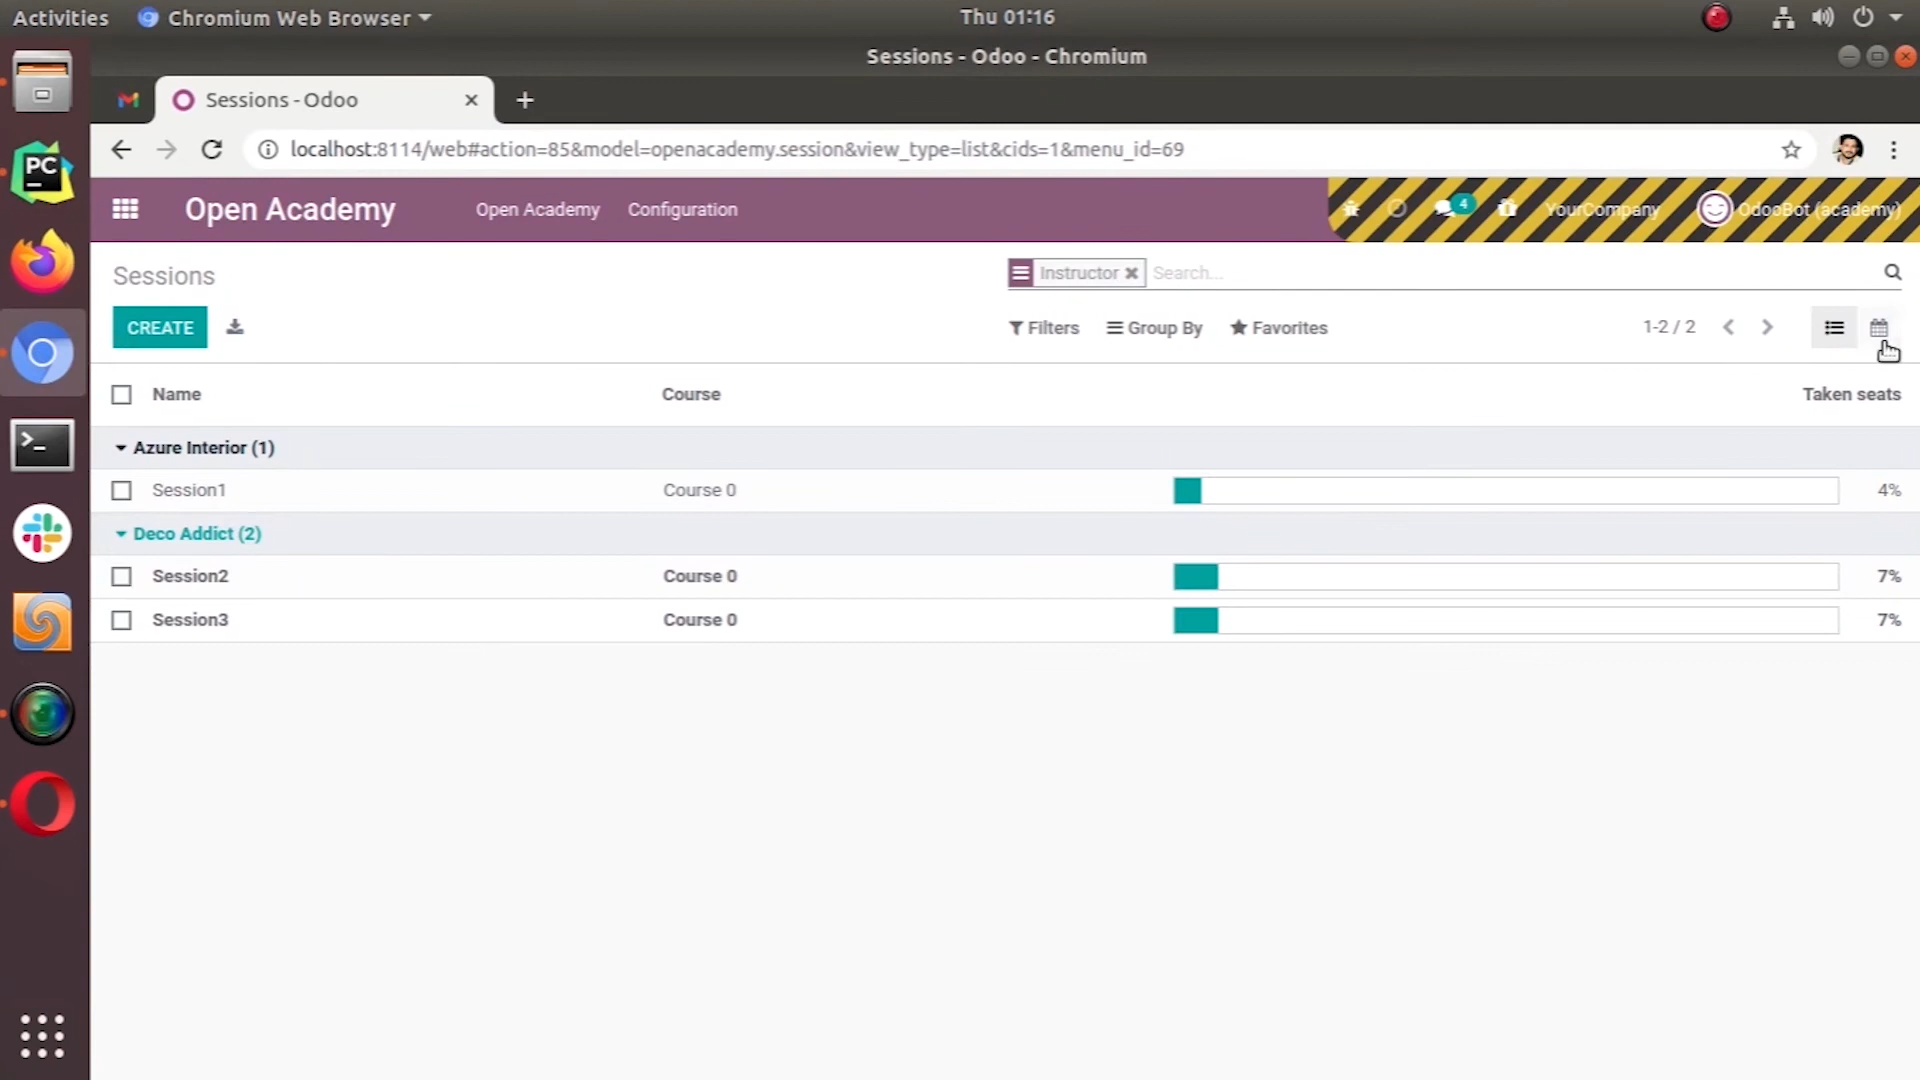 Activities Chromium Web Browser Thu 01:16
Sessions - Odoo - Chromium
Sessions - Odoo
localhost:8114/web#action=85&model=openacademy.session&view_type=list&cids=1&menu_id=69
PC
Open Academy Open Academy Configuration 4 YourCompany OdooBot (academy)
Sessions Instructor Search...
CREATE Filters Group By Favorites 1-2 / 2
Name Course Taken seats
Azure Interior (1)
Session1 Course 0 4%
Deco Addict (2)
Session2 Course 0 7%
Session3 Course 0 7%